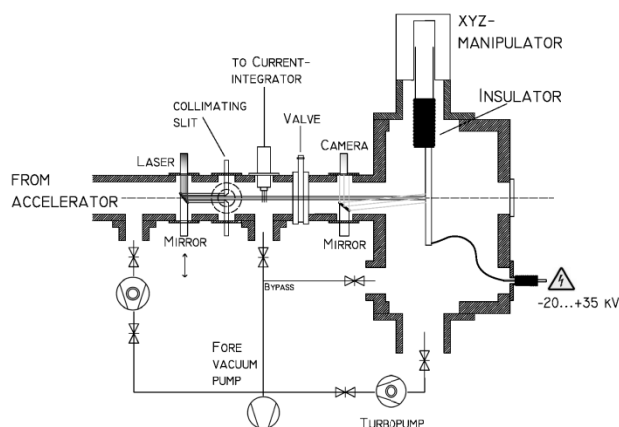 XYZ-
MANIPULATOR
TO CURRENT-
INTEGRATOR
INSULATOR
COLLIMATING
SLIT
VALVE
CAMERA
LASER
FROM
ACCELERATOR
MIRROR
MIRROR
BYPASS
-20...+35 KV
FORE
VACUUM
PUMP
TURBOPUMP